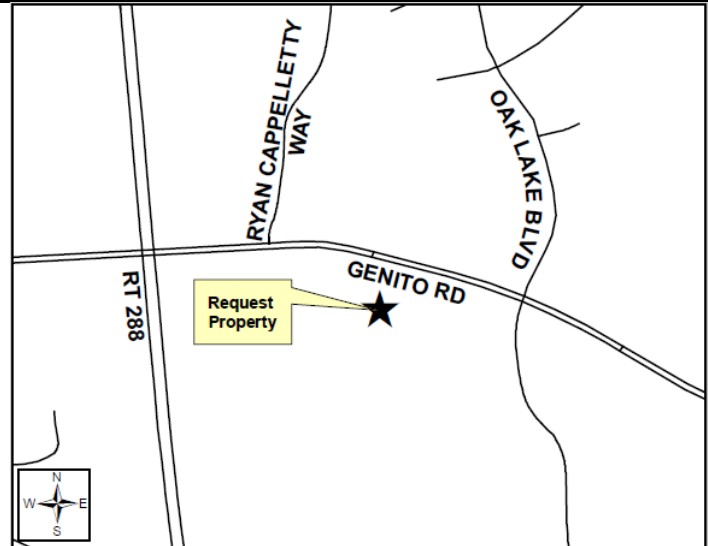 RYAN CAPPELLETTY
WAY
OAK LAKE BLVD
GENITO RD
RT 288
Request
Property
N
W E
S